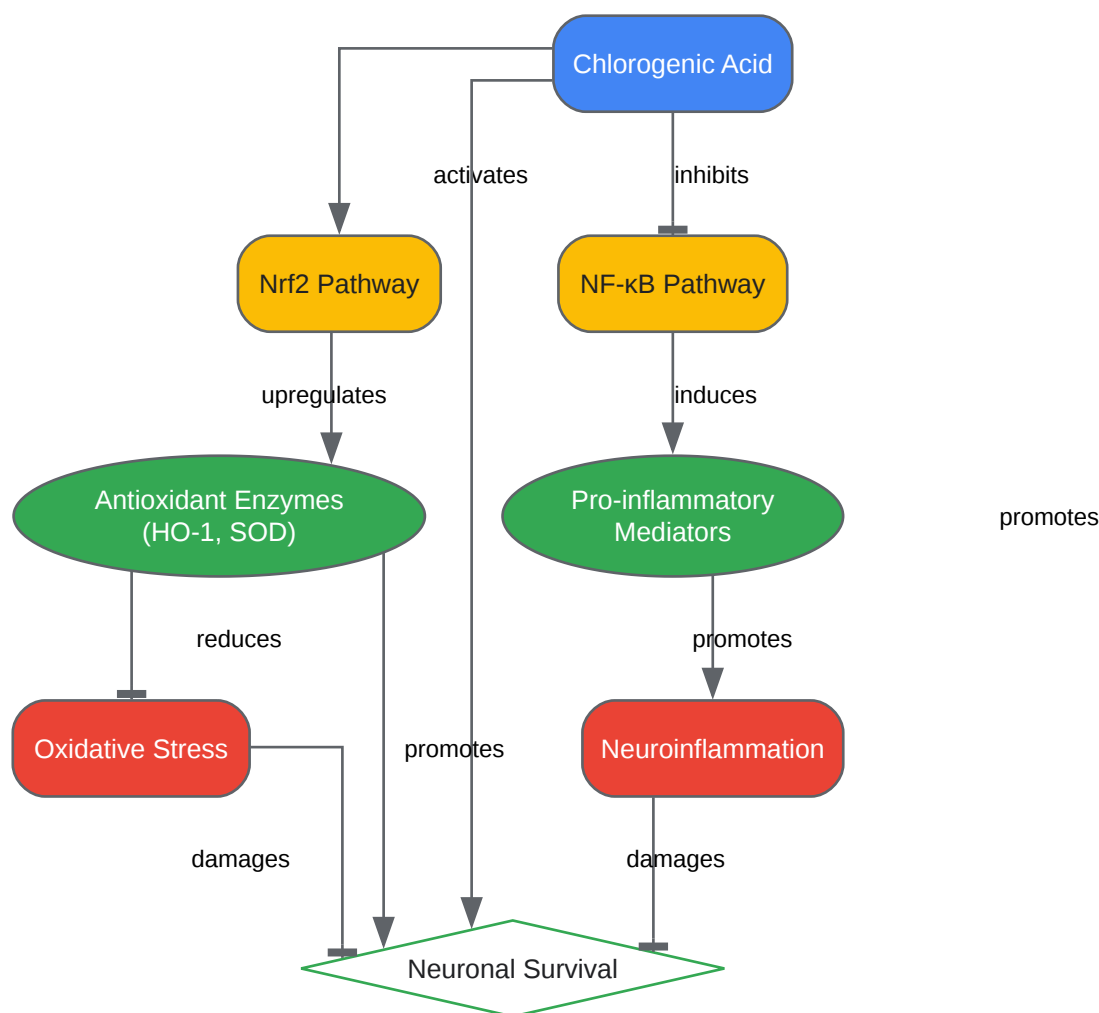 Chlorogenic Acid
activates
inhibits
Nrf2 Pathway
NF-κB Pathway
upregulates
induces
Antioxidant Enzymes
(HO-1, SOD)
Pro-inflammatory
Mediators
promotes
reduces
promotes
Oxidative Stress
promotes
Neuroinflammation
damages
damages
Neuronal Survival